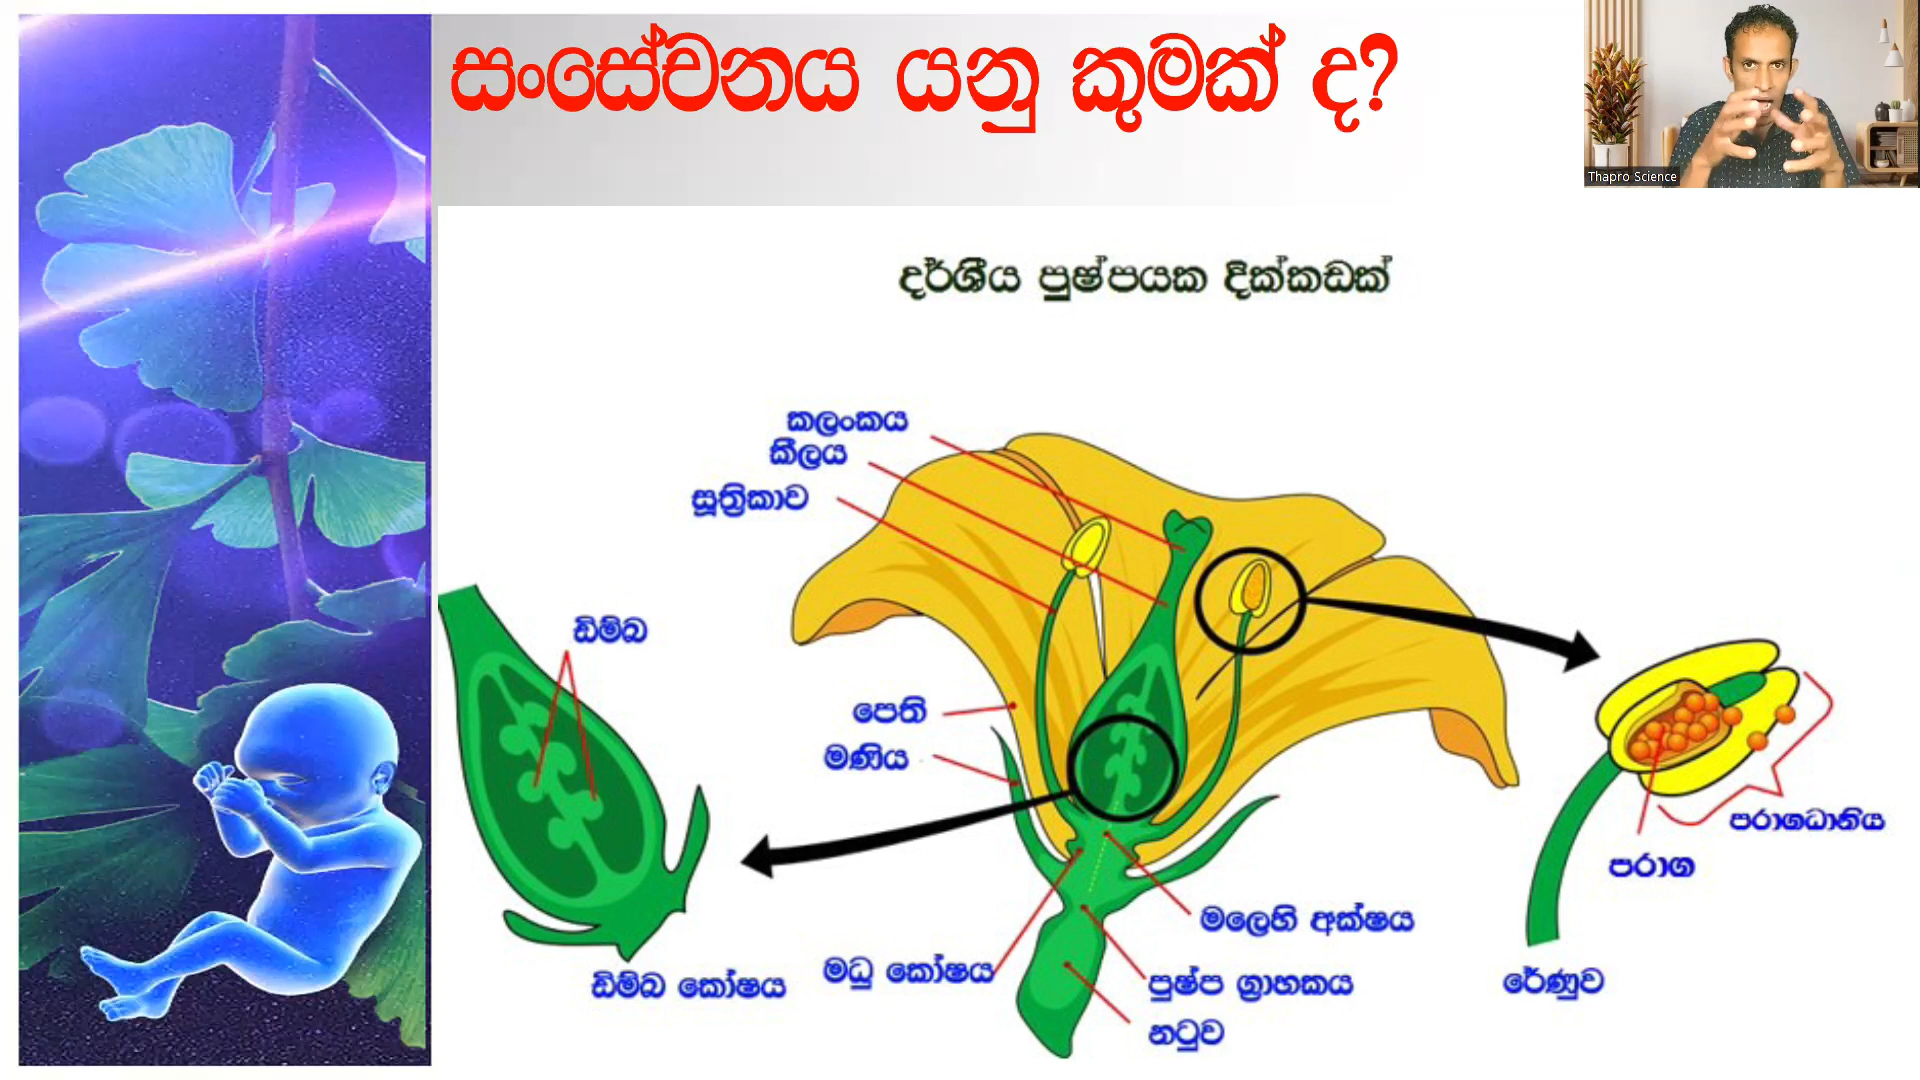 සංසේචනය යනු කුමක් ද?
Thapro Science
දර්ශීය පුෂ්පයක දික්කඩක්
කලංකය
කීලය
සූත්‍රිකාව
ඩිම්බ
පෙති
මණිය
පරාගධානිය
පරාග
මලෙහි අක්ෂය
මධු කෝෂය
පුෂ්ප ග්‍රාහකය
රේණුව
ඩිම්බ කෝෂය
නටුව